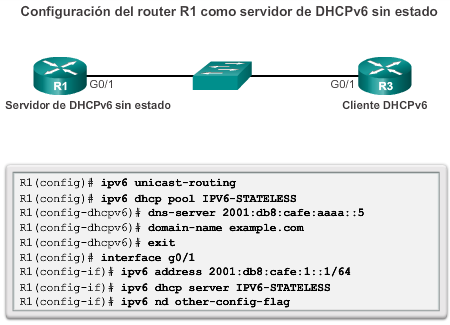 Configuración del router R1 como servidor de DHCPv6 sin estado
R1 G0/1 G0/1 R3
Servidor de DHCPv6 sin estado Cliente DHCPv6
R1(config)# ipv6 unicast-routing
R1(config)# ipv6 dhcp pool IPV6-STATELESS
R1(config-dhcpv6)# dns-server 2001:db8:cafe:aaaa::5
R1(config-dhcpv6)# domain-name example.com
R1(config-dhcpv6)# exit
R1(config)# interface g0/1
R1(config-if)# ipv6 address 2001:db8:cafe:1::1/64
R1(config-if)# ipv6 dhcp server IPV6-STATELESS
R1(config-if)# ipv6 nd other-config-flag